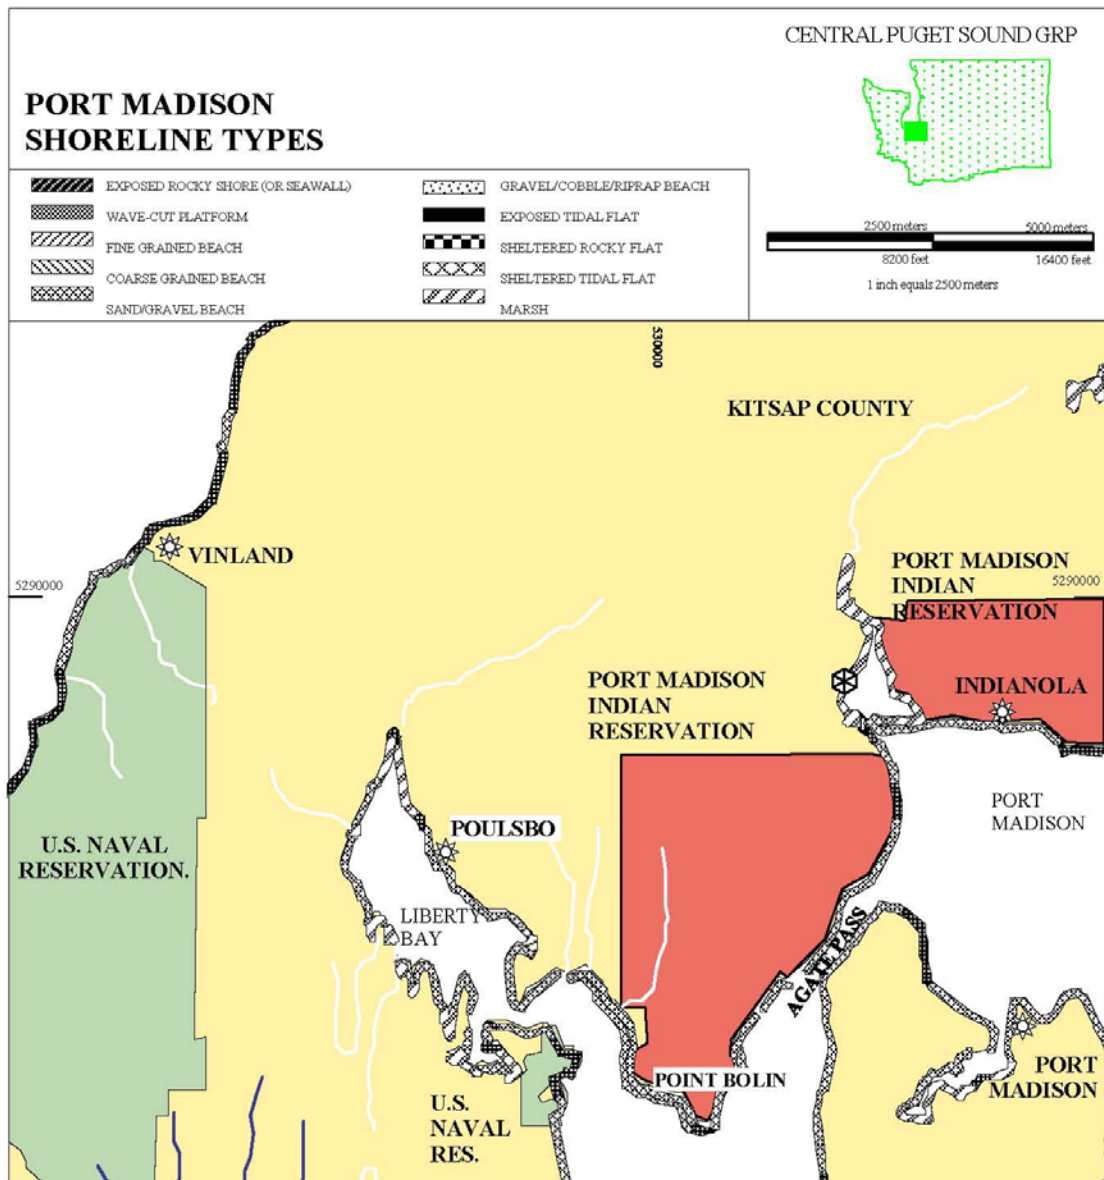 CENTRAL PUGET SOUND GRP
PORT MADISON
SHORELINE TYPES
EXPOSED ROCKY SHORE (OR SEAWALL)
WAVE-CUT PLATFORM
FINE GRAINED BEACH
COARSE GRAINED BEACH
SAND/GRAVEL BEACH
GRAVEL/COBBLE/RIPRAP BEACH
EXPOSED TIDAL FLAT
SHELTERED ROCKY FLAT
SHELTERED TIDAL FLAT
MARSH
2500 meters
5000 meters
8200 feet
16400 feet
1 inch equals 2500 meters
530000
KITSAP COUNTY
VINLAND
5290000
PORT MADISON
INDIAN
RESERVATION
5290000
PORT MADISON
INDIAN
RESERVATION
INDIANOLA
PORT
MADISON
U.S. NAVAL
RESERVATION.
POULSBO
LIBERTY
BAY
AGATE PASS
POINT BOLIN
PORT
MADISON
U.S.
NAVAL
RES.